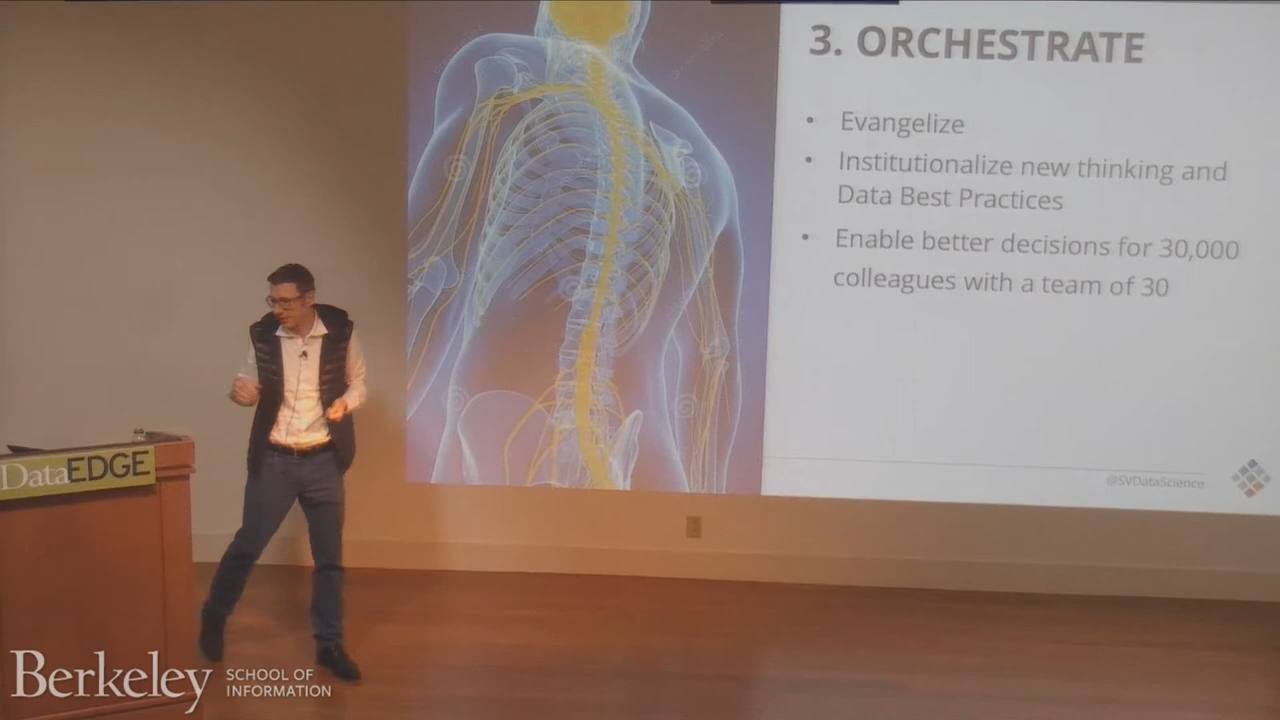 3. ORCHESTRATE
• Evangelize
• Institutionalize new thinking and
Data Best Practices
• Enable better decisions for 30,000
colleagues with a team of 30
@SVDataScience
DataEDGE
Berkeley SCHOOL OF
INFORMATION